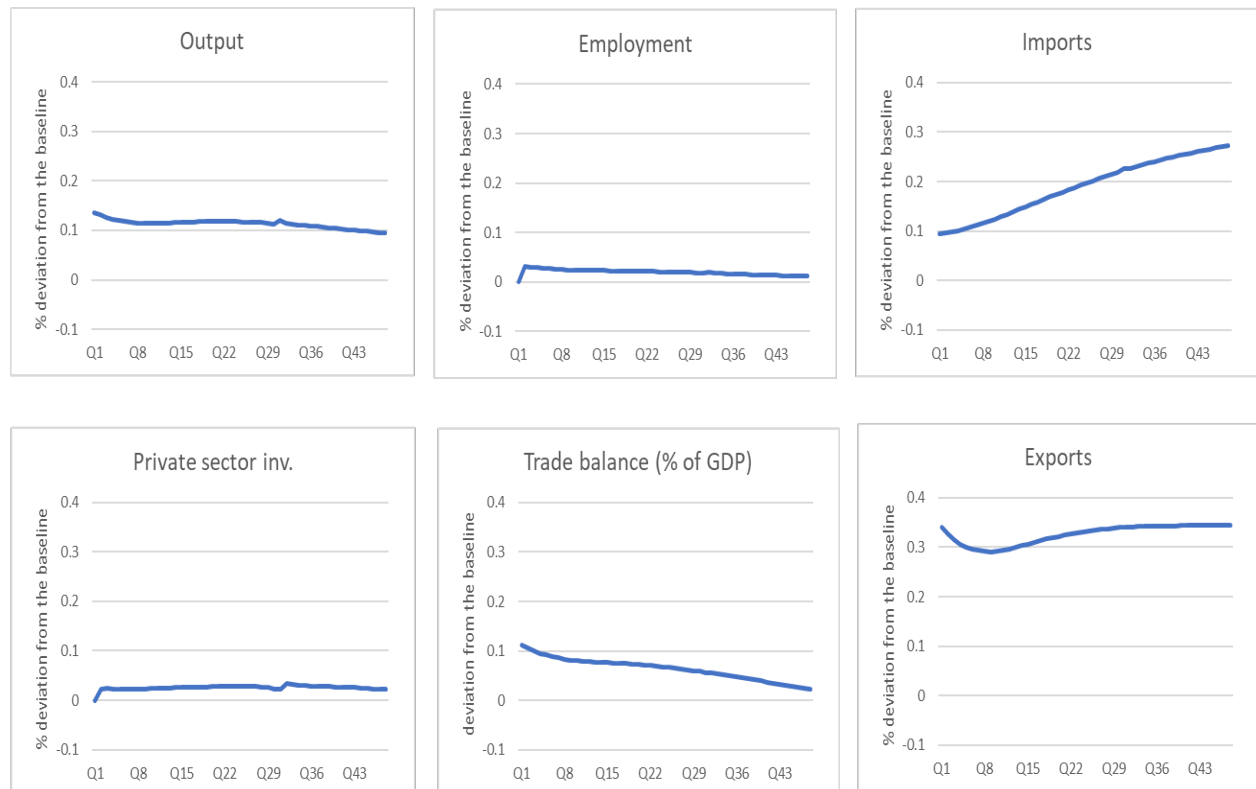 Output
% deviation from the baseline
0.4
0.3
0.2
0.1
0
-0.1
Q1 Q8 Q15 Q22 Q29 Q36 Q43
Employment
% deviation from the baseline
0.4
0.3
0.2
0.1
0
-0.1
Q1 Q8 Q15 Q22 Q29 Q36 Q43
Imports
% deviation from the baseline
0.4
0.3
0.2
0.1
0
-0.1
Q1 Q8 Q15 Q22 Q29 Q36 Q43
Private sector inv.
% deviation from the baseline
0.4
0.3
0.2
0.1
0
-0.1
Q1 Q8 Q15 Q22 Q29 Q36 Q43
Trade balance (% of GDP)
deviation from the baseline
0.4
0.3
0.2
0.1
0
-0.1
Q1 Q8 Q15 Q22 Q29 Q36 Q43
Exports
% deviation from the baseline
0.4
0.3
0.2
0.1
0
-0.1
Q1 Q8 Q15 Q22 Q29 Q36 Q43